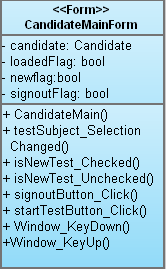 <<Form>>
CandidateMainForm
- candidate: Candidate
- loadedFlag: bool
- newflag:bool
- signoutFlag: bool
+ CandidateMain()
+ testSubject_Selection
Changed()
+ isNewTest_Checked()
+ isNewTest_Unchecked()
+ signoutButton_Click()
+ startTestButton_Click()
+ Window_KeyDown()
+Window_KeyUp()